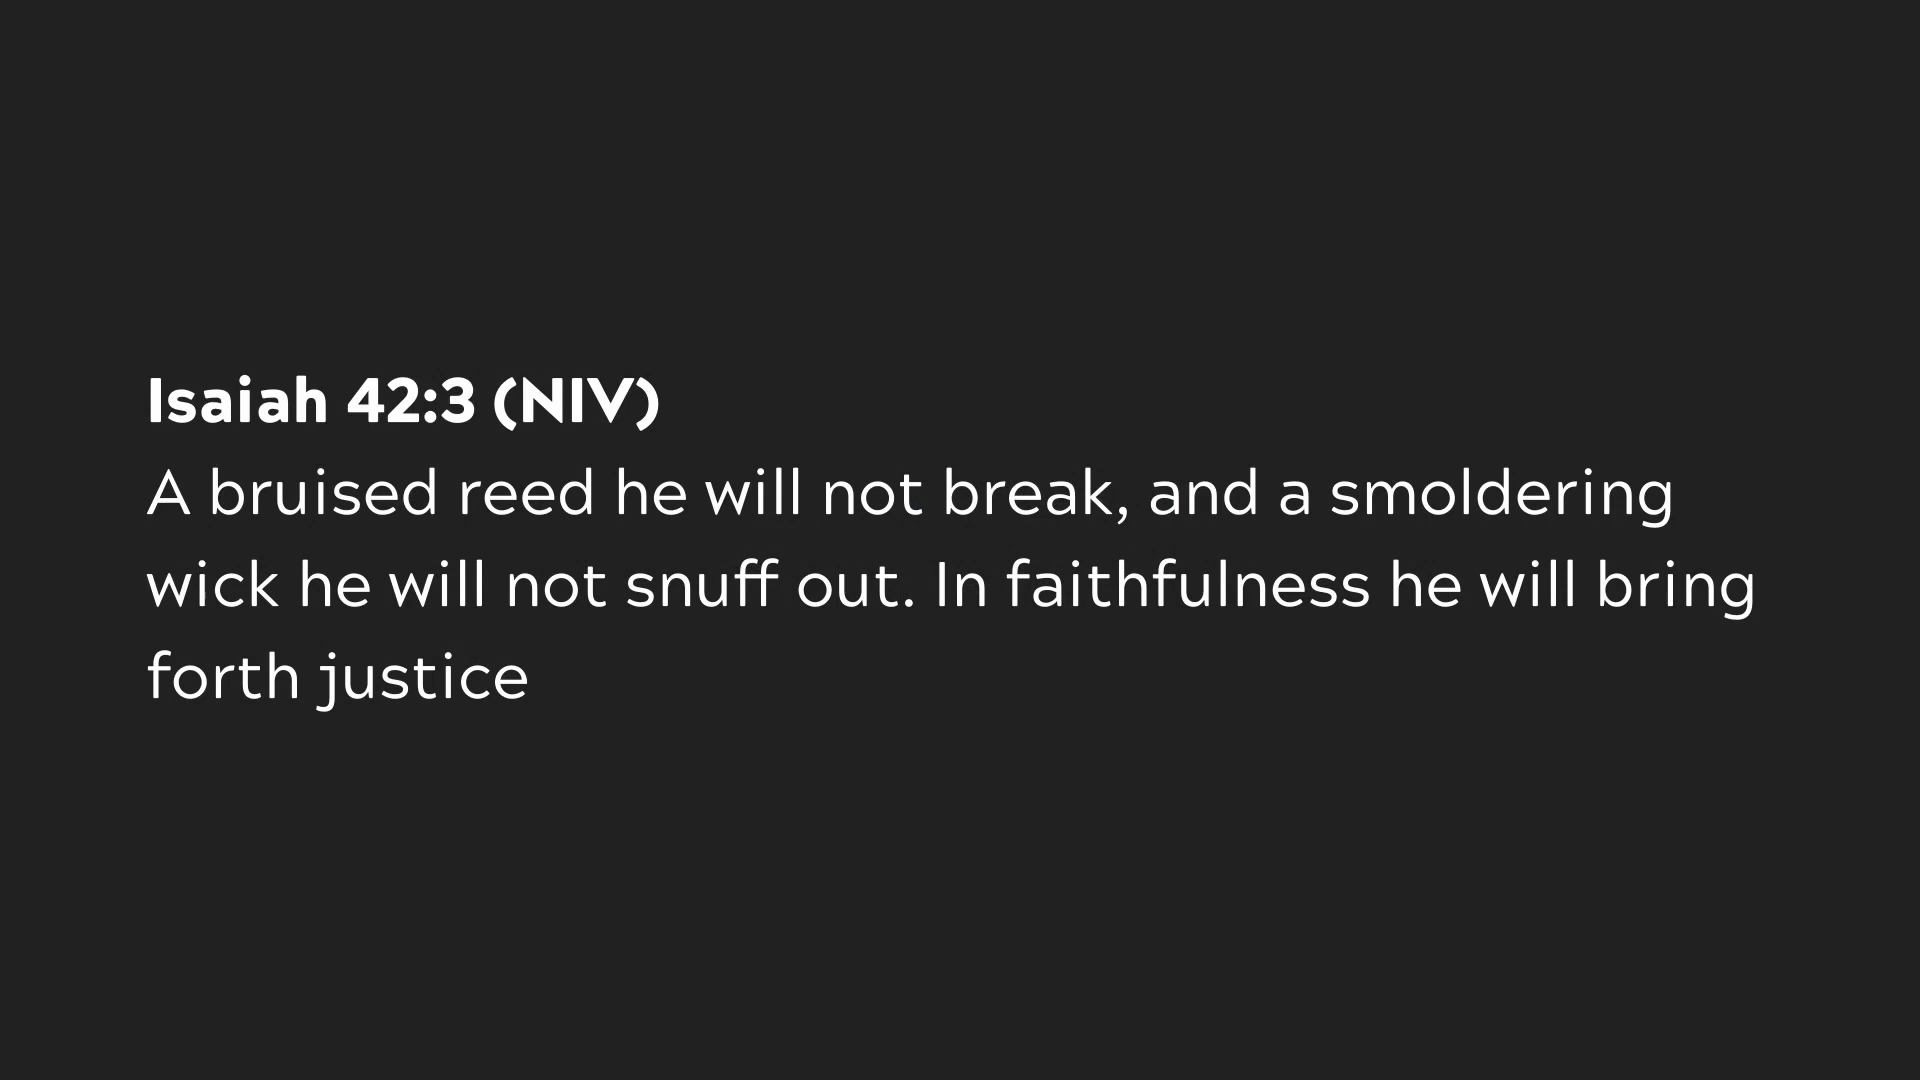 Isaiah 42:3 (NIV)
A bruised reed he will not break, and a smoldering
wick he will not snuff out. In faithfulness he will bring
forth justice